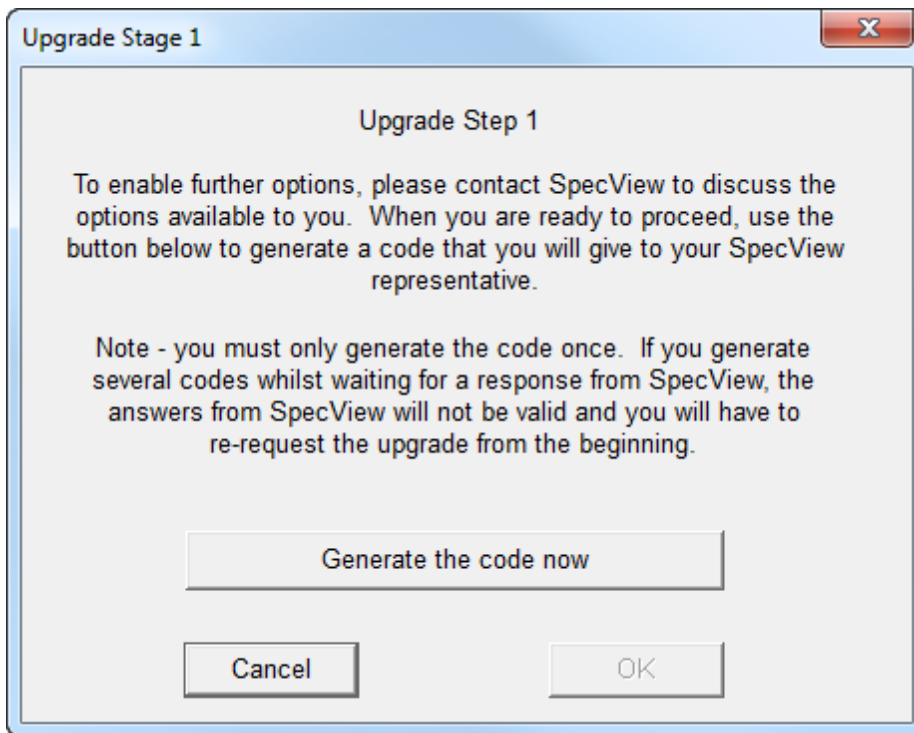 Upgrade Stage 1
Upgrade Step 1
To enable further options, please contact SpecView to discuss the
options available to you.  When you are ready to proceed, use the
button below to generate a code that you will give to your SpecView
representative.
Note - you must only generate the code once.  If you generate
several codes whilst waiting for a response from SpecView, the
answers from SpecView will not be valid and you will have to
re-request the upgrade from the beginning.
Generate the code now
Cancel
OK